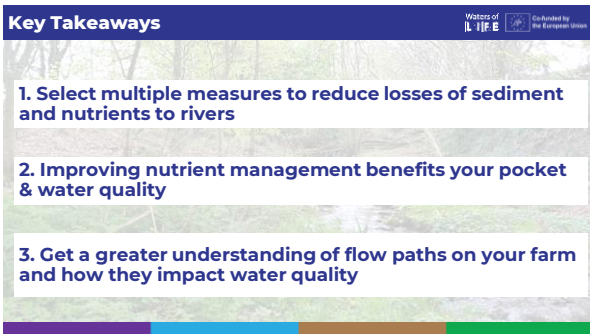 Key Takeaways
Waters of
LIFE
Co-funded by
the European Union
1. Select multiple measures to reduce losses of sediment
and nutrients to rivers
2. Improving nutrient management benefits your pocket
& water quality
3. Get a greater understanding of flow paths on your farm
and how they impact water quality